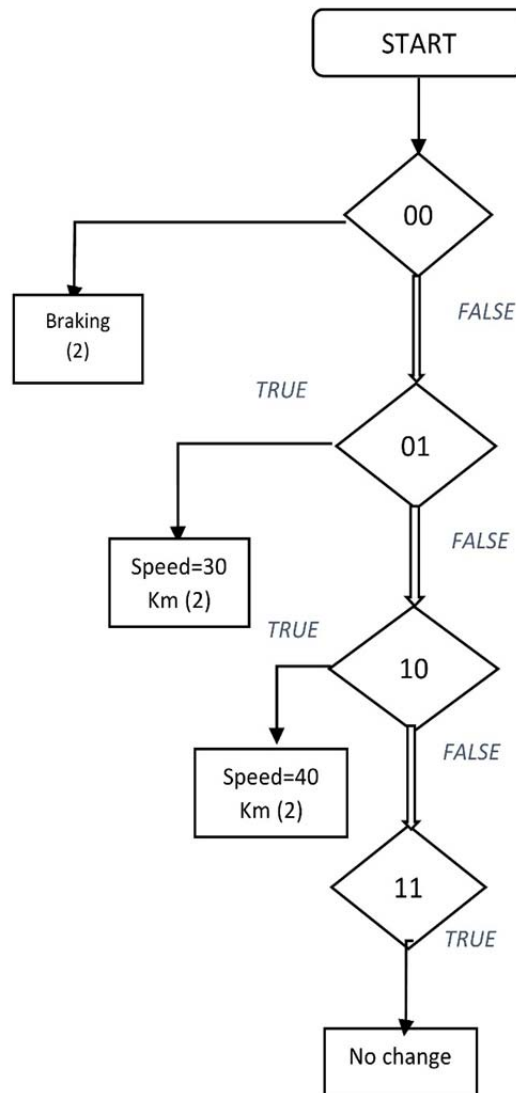 START
00
FALSE
Braking
(2)
TRUE
01
FALSE
Speed=30
Km (2)
TRUE
10
FALSE
Speed=40
Km (2)
11
TRUE
No change